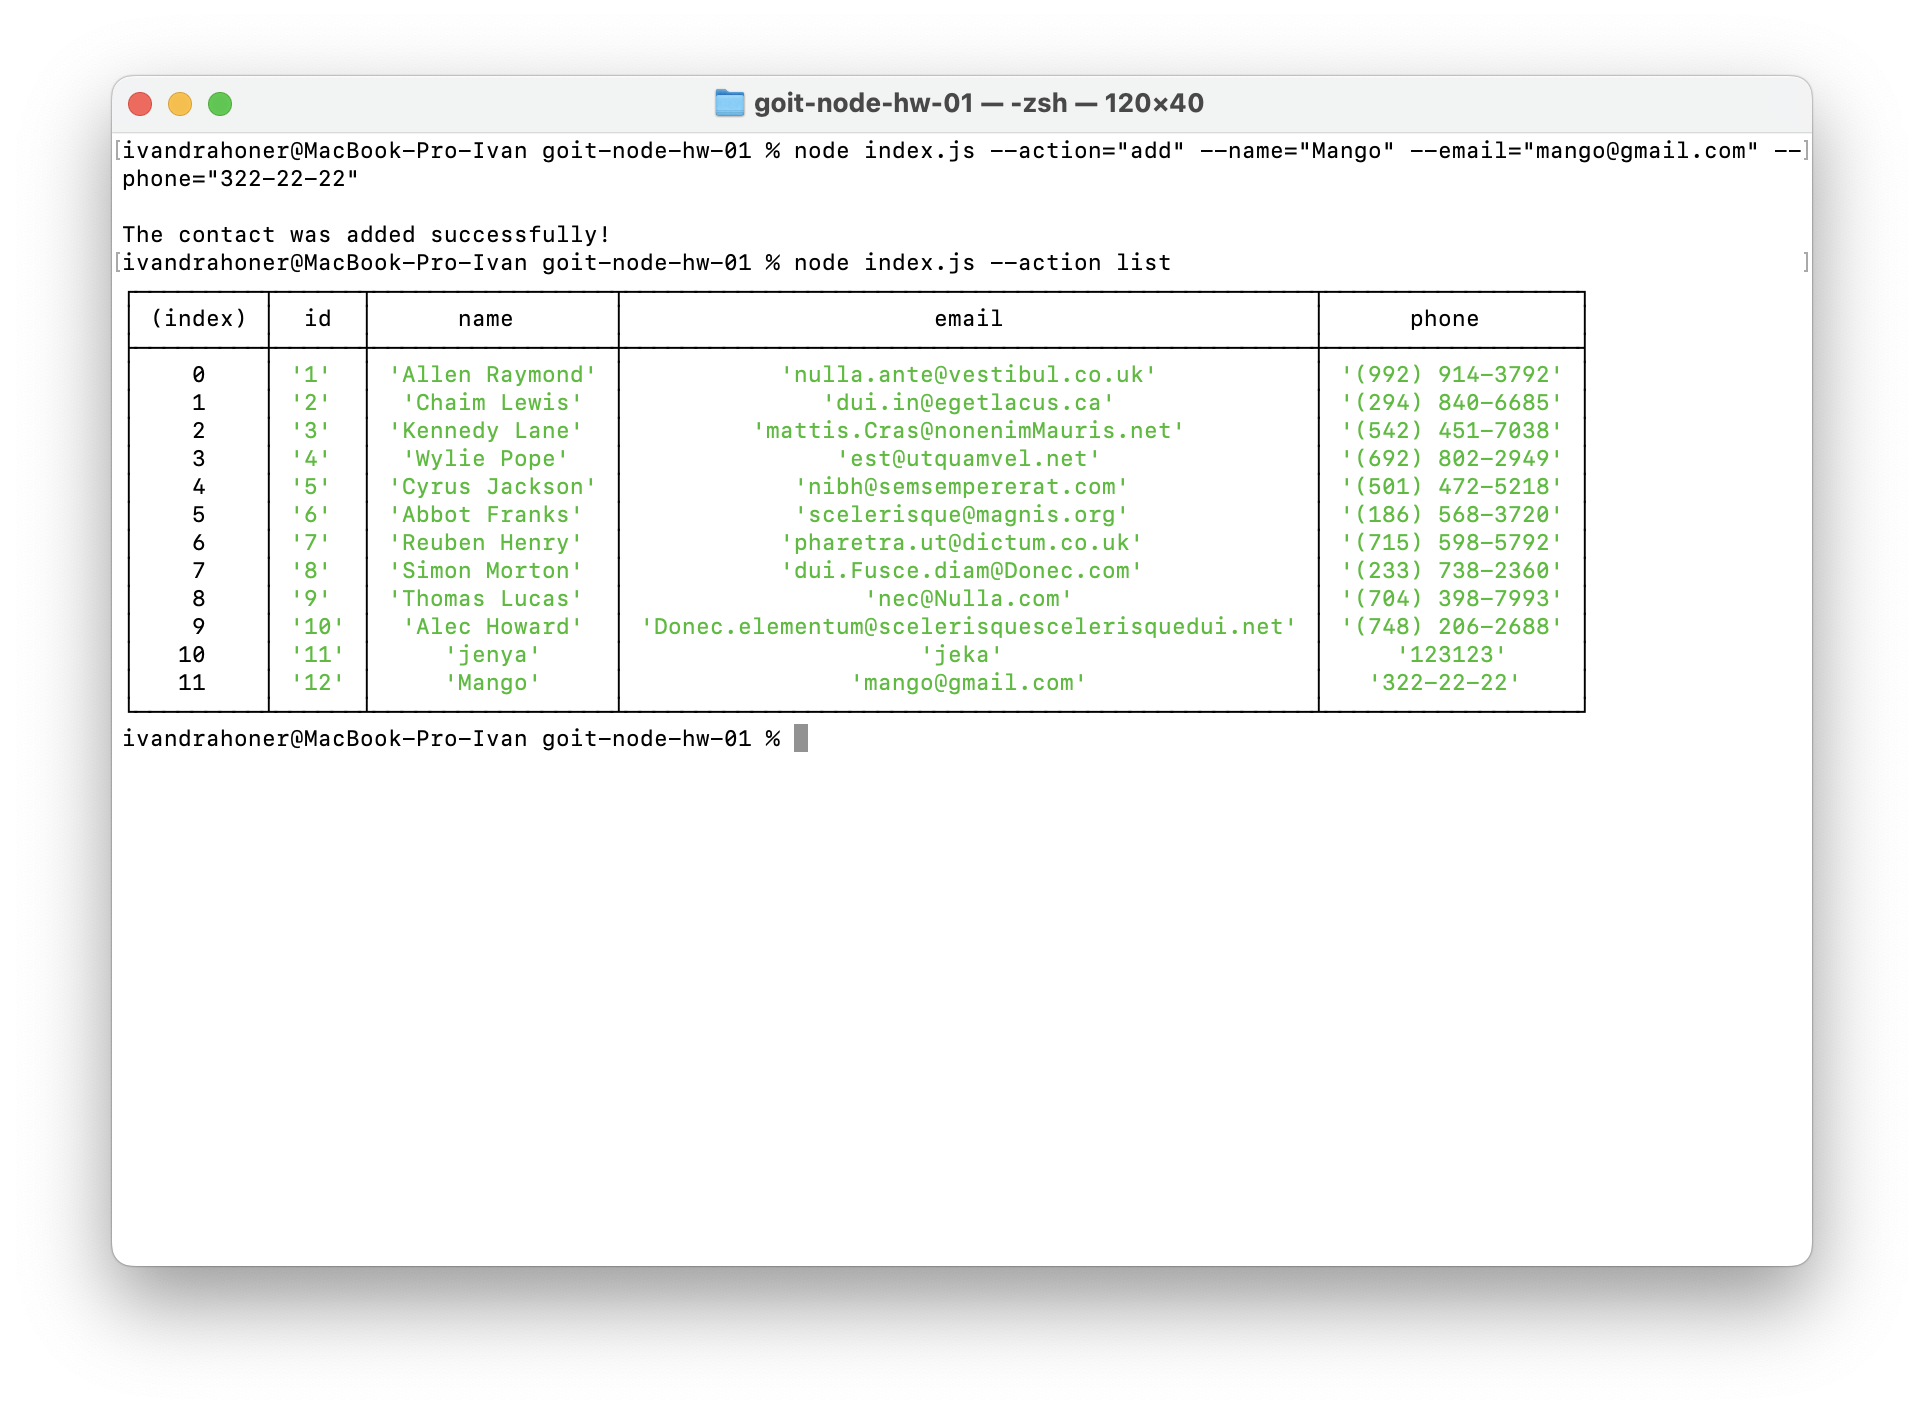 goit-node-hw-01 — -zsh — 120×40
[ivandrahoner@MacBook-Pro-Ivan goit-node-hw-01 % node index.js --action="add" --name="Mango" --email="mango@gmail.com" --]
phone="322-22-22"
The contact was added successfully!
[ivandrahoner@MacBook-Pro-Ivan goit-node-hw-01 % node index.js --action list ]
(index) id name email phone
0 '1' 'Allen Raymond' 'nulla.ante@vestibul.co.uk' '(992) 914-3792'
1 '2' 'Chaim Lewis' 'dui.in@egetlacus.ca' '(294) 840-6685'
2 '3' 'Kennedy Lane' 'mattis.Cras@nonenimMauris.net' '(542) 451-7038'
3 '4' 'Wylie Pope' 'est@utquamvel.net' '(692) 802-2949'
4 '5' 'Cyrus Jackson' 'nibh@semsempererat.com' '(501) 472-5218'
5 '6' 'Abbot Franks' 'scelerisque@magnis.org' '(186) 568-3720'
6 '7' 'Reuben Henry' 'pharetra.ut@dictum.co.uk' '(715) 598-5792'
7 '8' 'Simon Morton' 'dui.Fusce.diam@Donec.com' '(233) 738-2360'
8 '9' 'Thomas Lucas' 'nec@Nulla.com' '(704) 398-7993'
9 '10' 'Alec Howard' 'Donec.elementum@scelerisquescelerisquedui.net' '(748) 206-2688'
10 '11' 'jenya' 'jeka' '123123'
11 '12' 'Mango' 'mango@gmail.com' '322-22-22'
ivandrahoner@MacBook-Pro-Ivan goit-node-hw-01 %